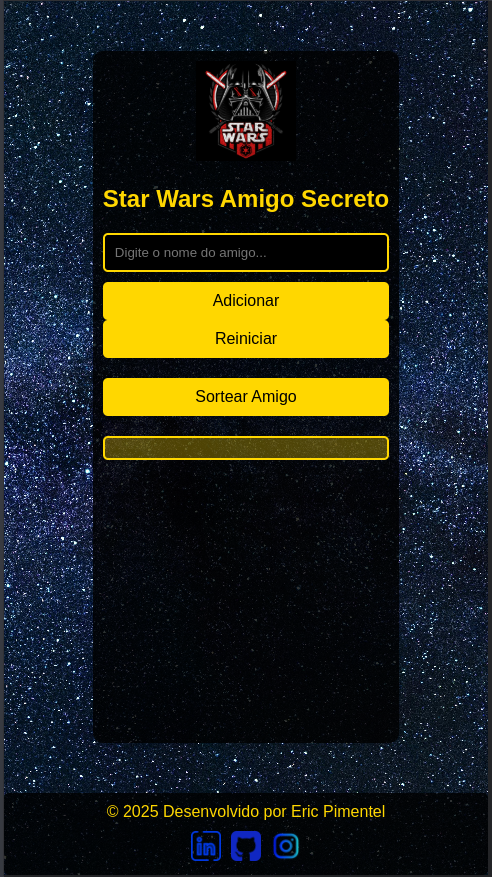 STAR
WARS
Star Wars Amigo Secreto
Digite o nome do amigo...
Adicionar
Reiniciar
Sortear Amigo
© 2025 Desenvolvido por Eric Pimentel
in